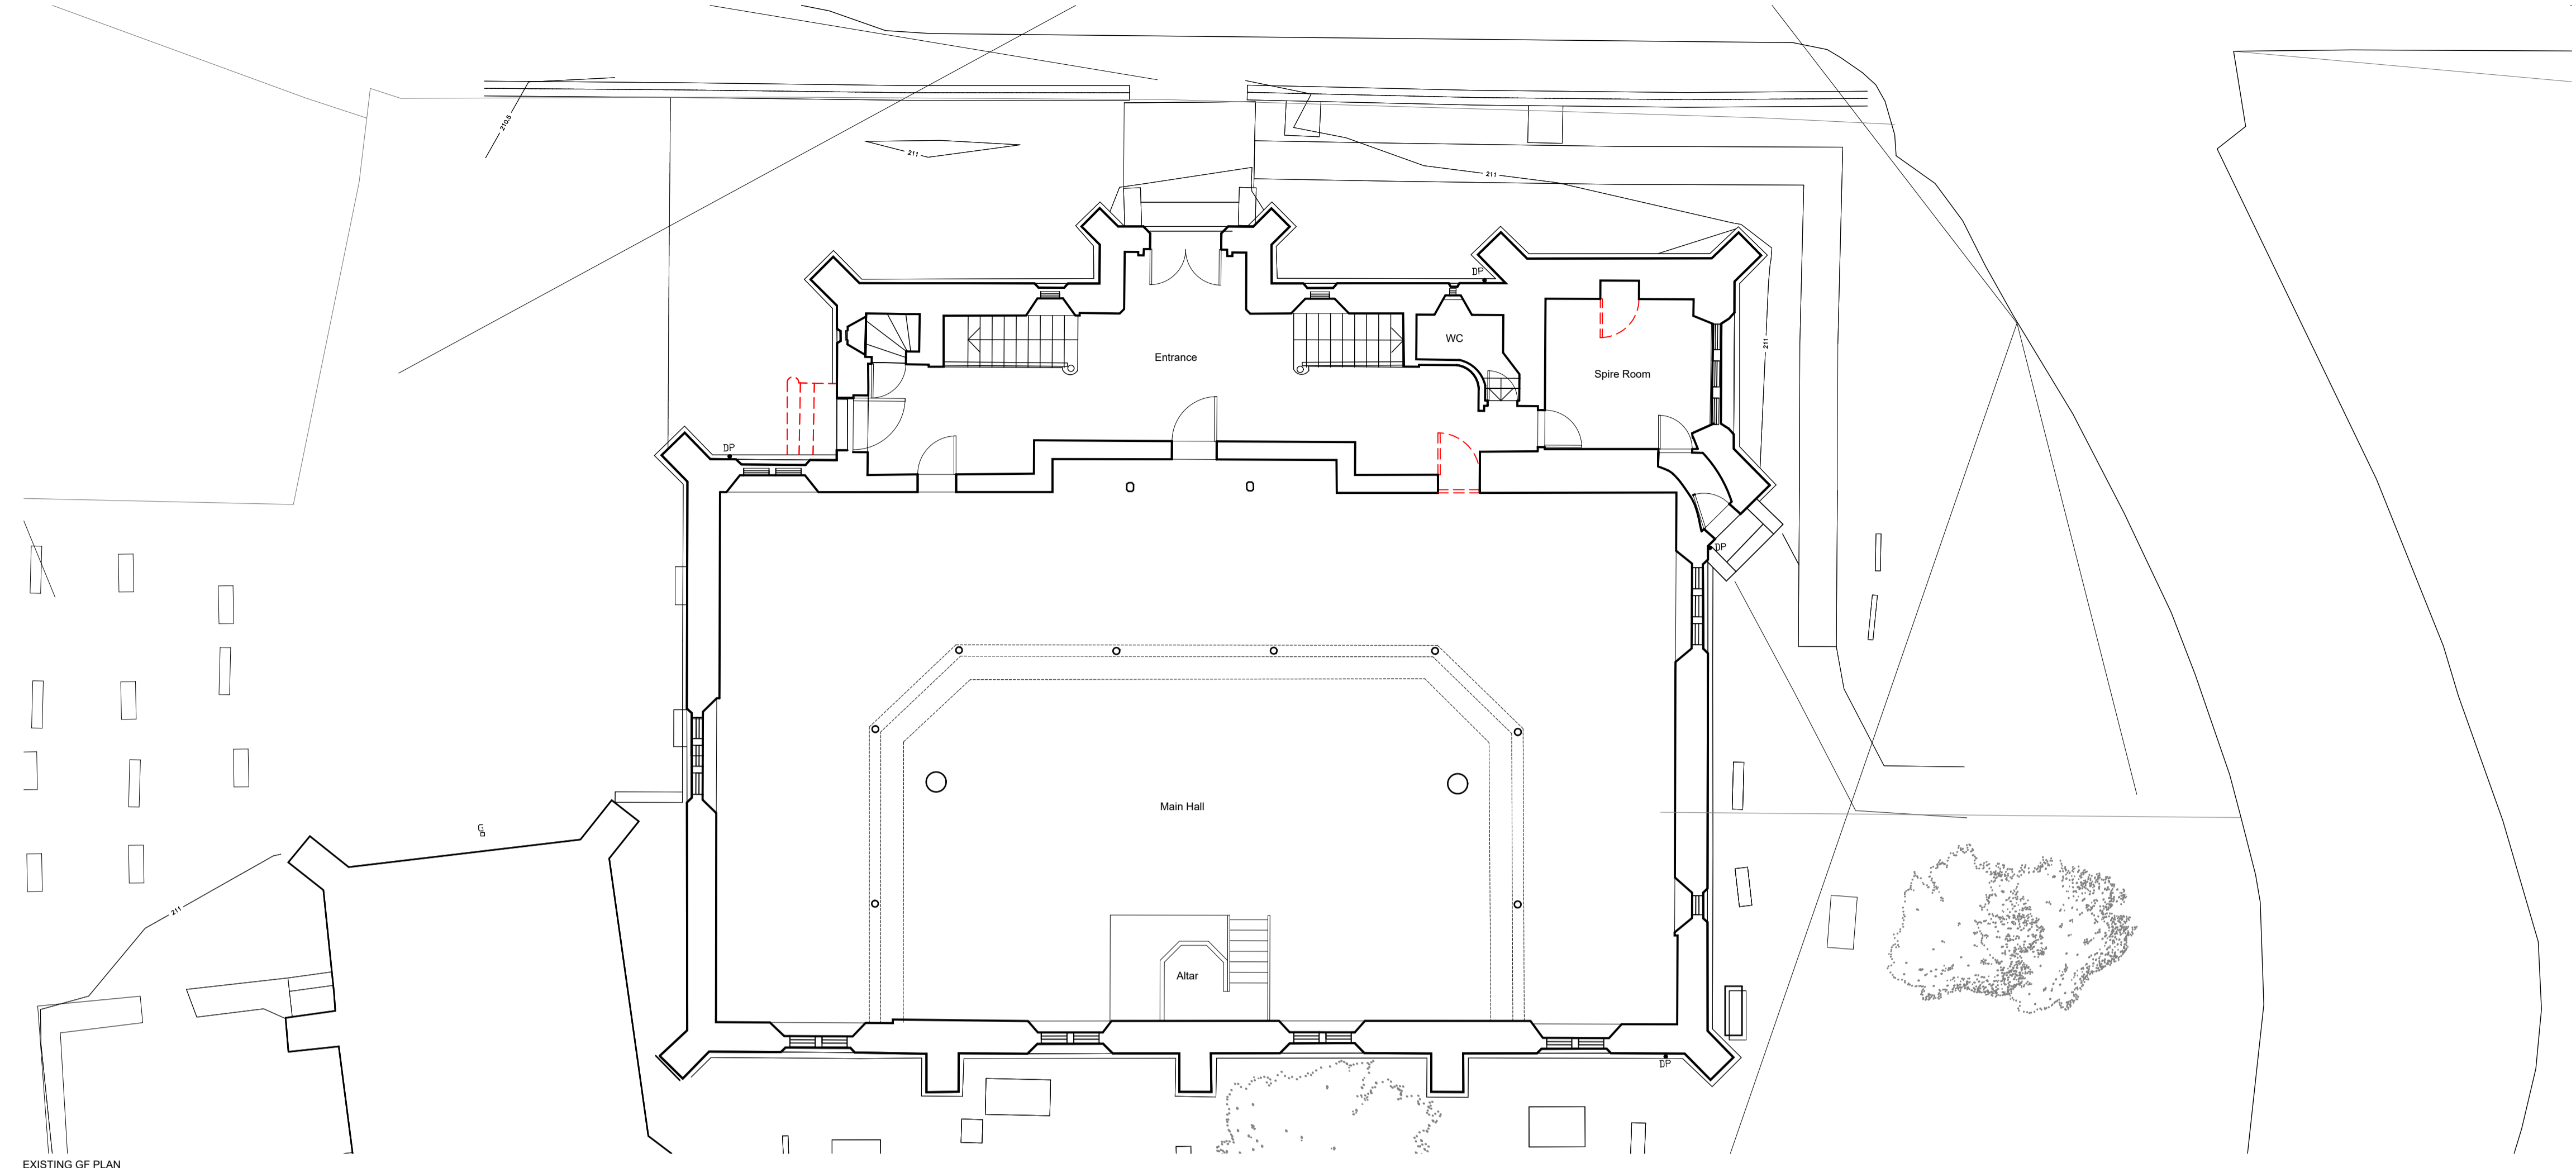 210.5
211
211
DP
WC
211
Entrance
Spire Room
DP
DP
Main Hall
G
211
Altar
DP
EXISTING GF PLAN